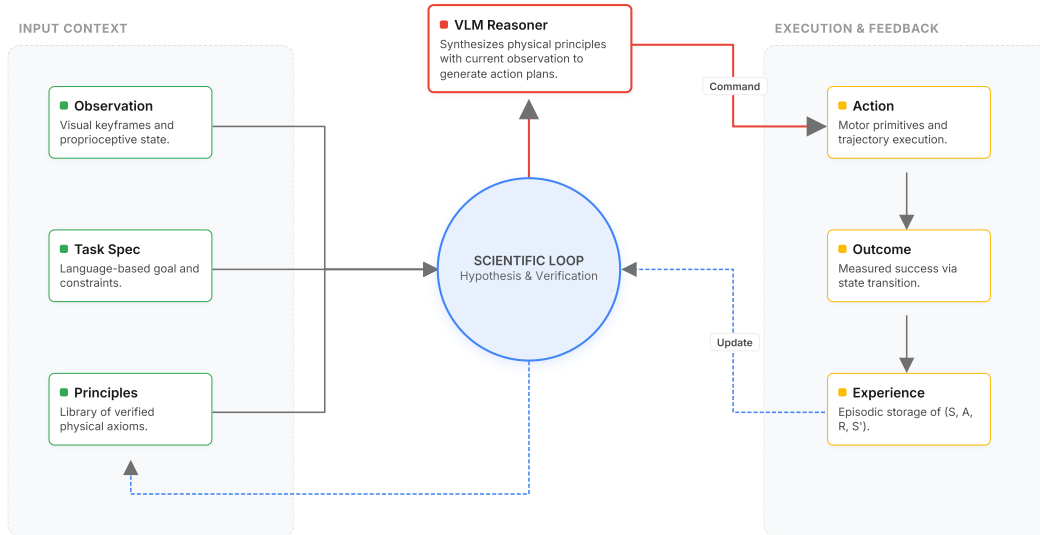 INPUT CONTEXT
Observation
Visual keyframes and
proprioceptive state.
Task Spec
Language-based goal and
constraints.
Principles
Library of verified
physical axioms.
VLM Reasoner
Synthesizes physical principles
with current observation to
generate action plans.
SCIENTIFIC LOOP
Hypothesis & Verification
Command
Update
EXECUTION & FEEDBACK
Action
Motor primitives and
trajectory execution.
Outcome
Measured success via
state transition.
Experience
Episodic storage of (S, A,
R, S').